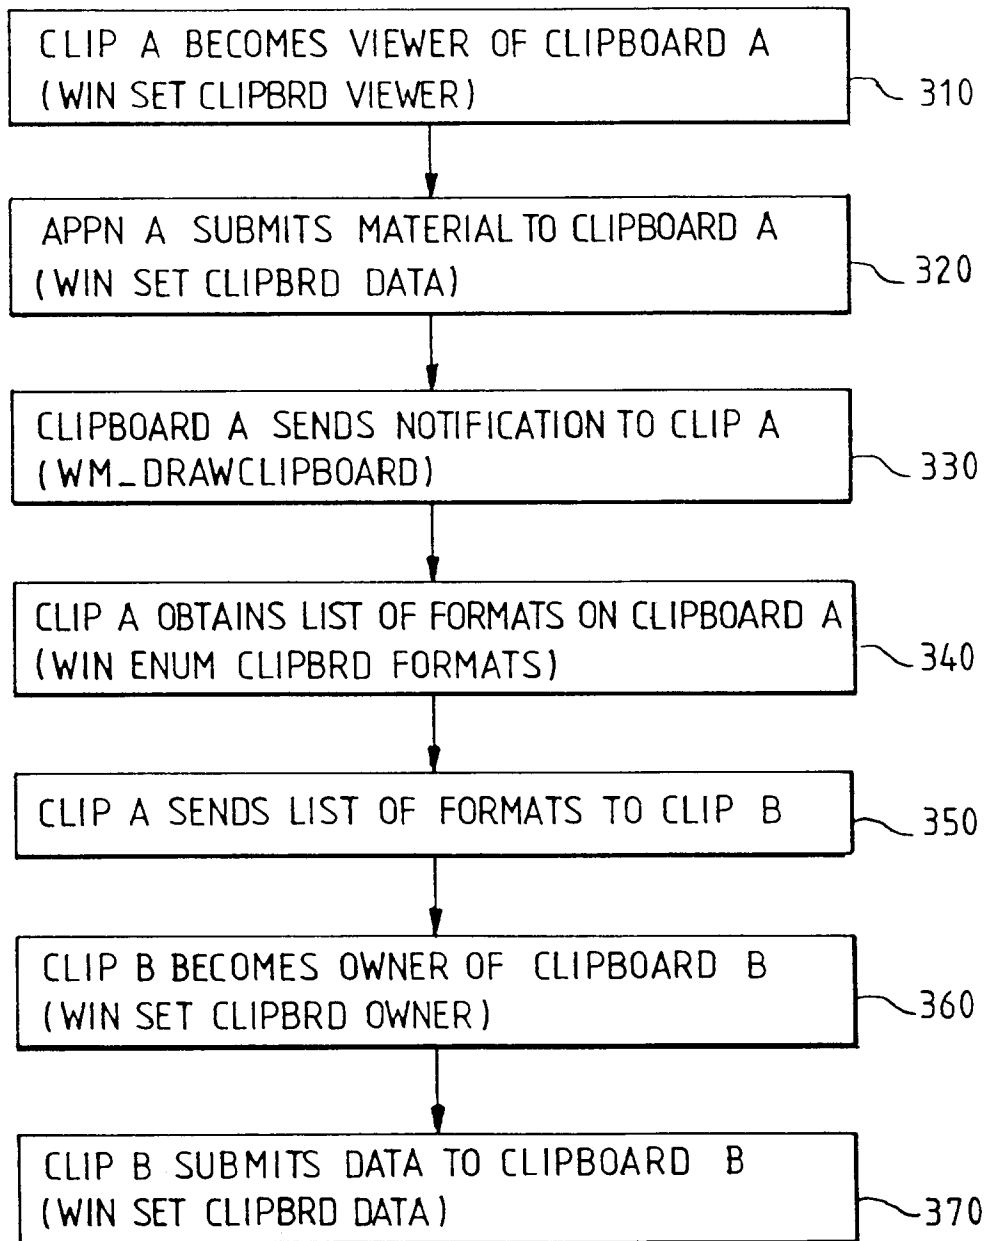 CLIP A BECOMES VIEWER OF CLIPBOARD A
(WIN SET CLIPBRD VIEWER)
310
APPN A SUBMITS MATERIAL TO CLIPBOARD A
(WIN SET CLIPBRD DATA)
320
CLIPBOARD A SENDS NOTIFICATION TO CLIP A
(WM_DRAWCLIPBOARD)
330
CLIP A OBTAINS LIST OF FORMATS ON CLIPBOARD A
(WIN ENUM CLIPBRD FORMATS)
340
CLIP A SENDS LIST OF FORMATS TO CLIP B
350
CLIP B BECOMES OWNER OF CLIPBOARD B
(WIN SET CLIPBRD OWNER)
360
CLIP B SUBMITS DATA TO CLIPBOARD B
(WIN SET CLIPBRD DATA)
370